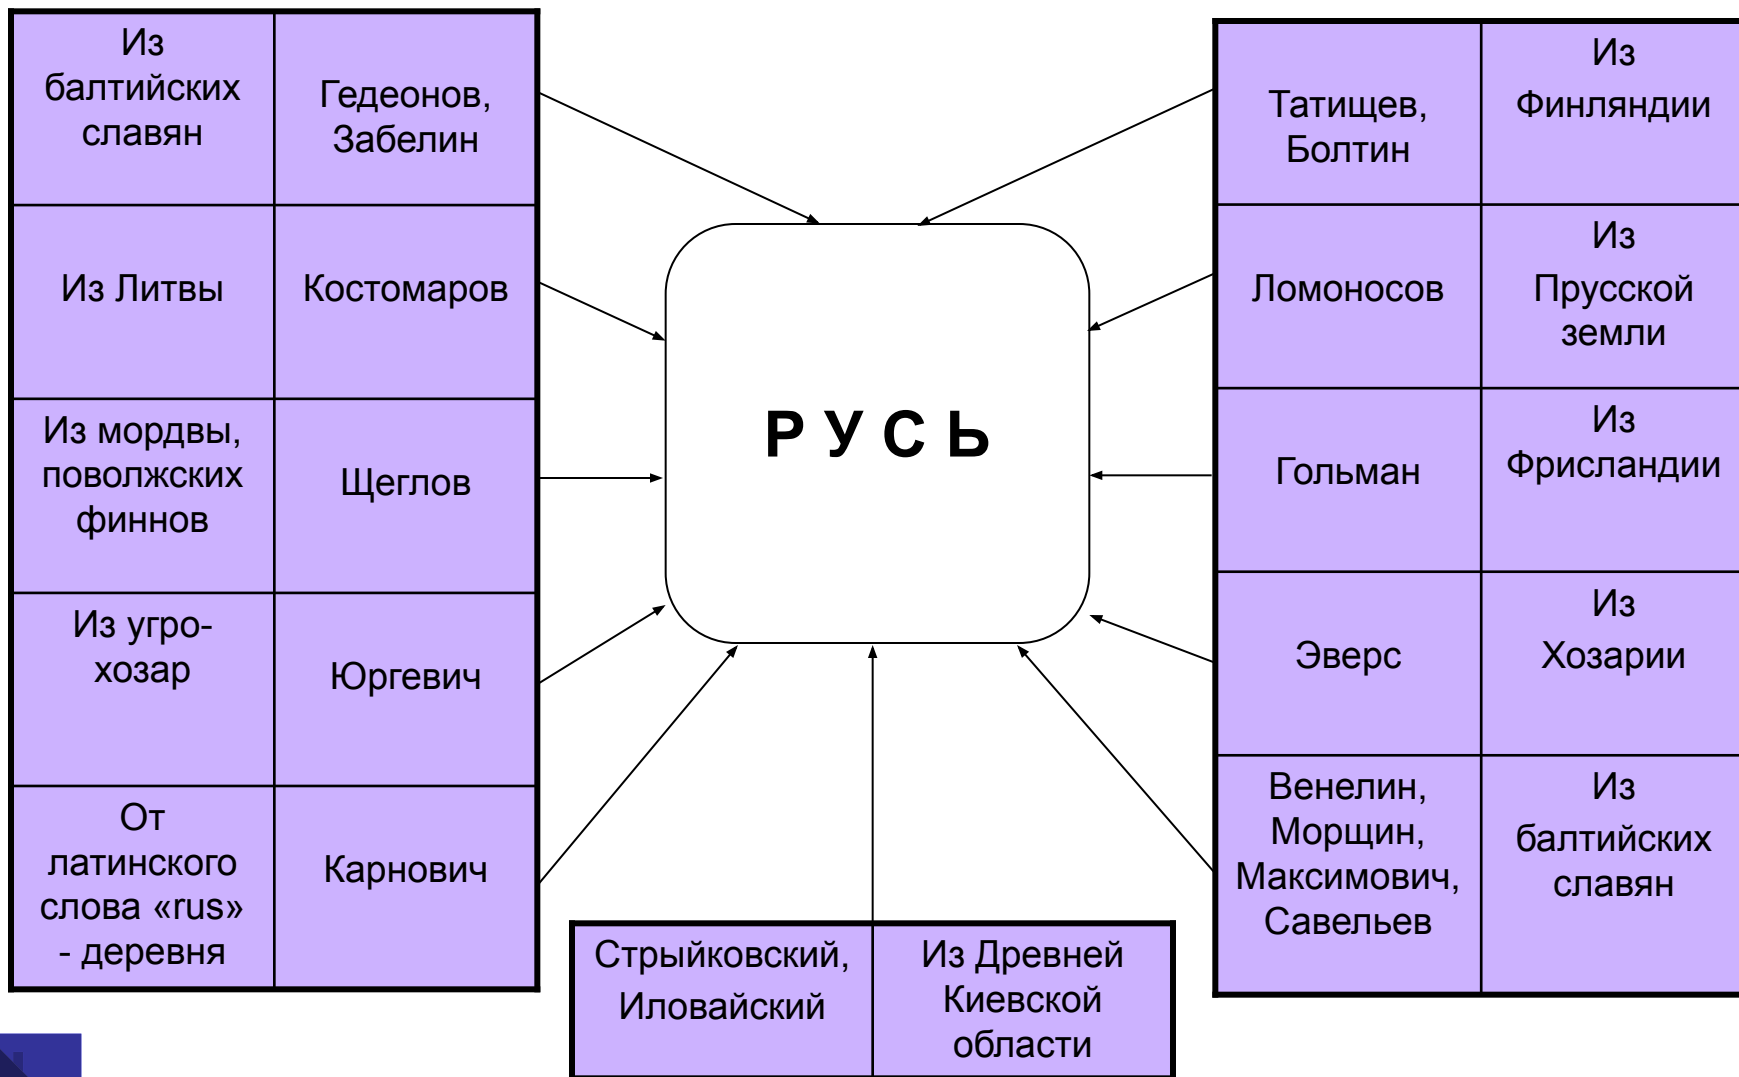 Из
балтийских
славян
Гедеонов,
Забелин
Из Литвы
Костомаров
Из мордвы,
поволжских
финнов
Щеглов
Из угро-
хозар
Юргевич
От
латинского
слова «rus»
- деревня
Карнович
Р У С Ь
Стрыйковский,
Иловайский
Из Древней
Киевской
области
Татищев,
Болтин
Из
Финляндии
Ломоносов
Из
Прусской
земли
Гольман
Из
Фрисландии
Эверс
Из
Хозарии
Венелин,
Морщин,
Максимович,
Савельев
Из
балтийских
славян